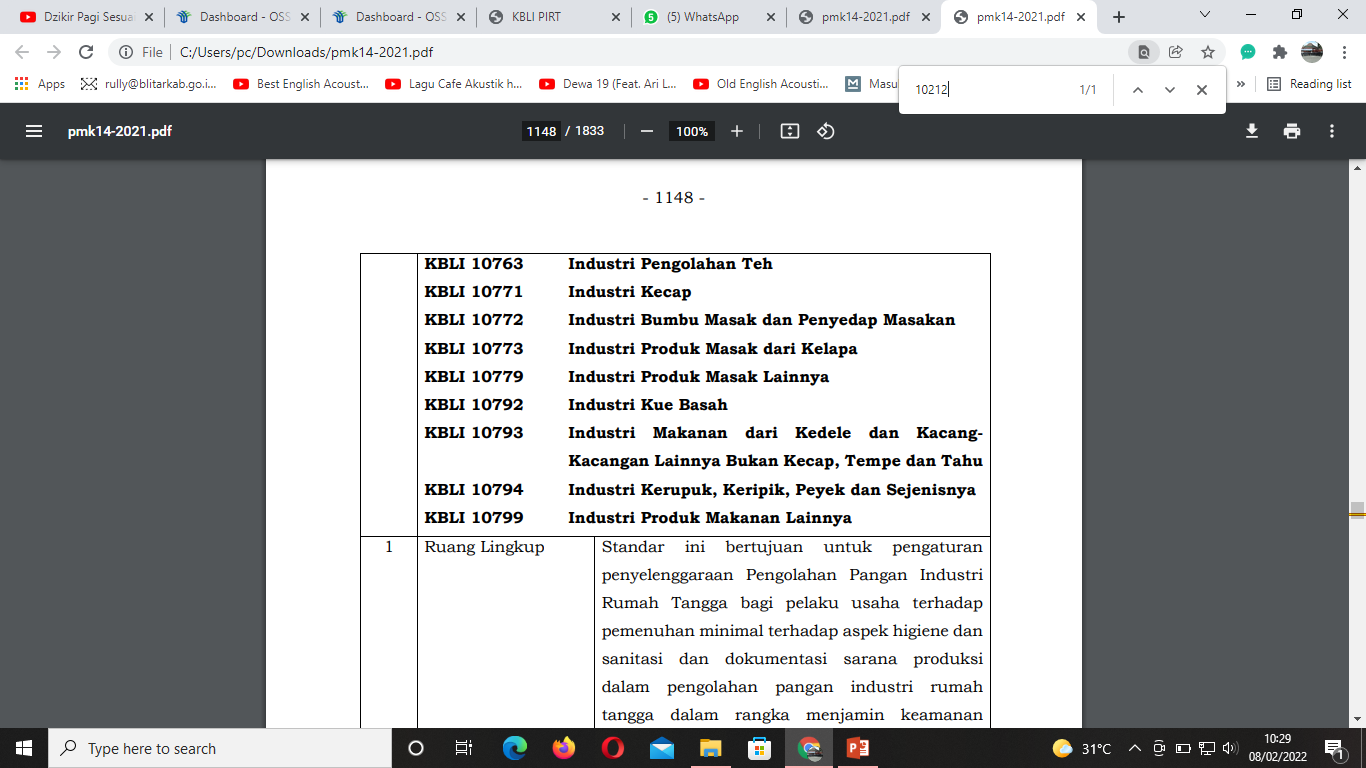 Dzikir Pagi Sesua
Dashboard - OSS
Dashboard - OSS
KBLI PIRT
5
(5) WhatsApp
pmk14-2021.pdf
pmk14-2021.pdf
File
C:/Users/pc/Downloads/pmk14-2021.pdf
Apps
rully@blitarkab.go.i...
Best English Acoust...
Lagu Cafe Akustik h...
Dewa 19 (Feat. Ari L...
Old English Acousti...
M
Masu
»
Reading list
10212
1/1
pmk14-2021.pdf
1148 / 1833
100%
- 1148 -
KBLI 10763 Industri Pengolahan Teh
KBLI 10771 Industri Kecap
KBLI 10772 Industri Bumbu Masak dan Penyedap Masakan
KBLI 10773 Industri Produk Masak dari Kelapa
KBLI 10779 Industri Produk Masak Lainnya
KBLI 10792 Industri Kue Basah
KBLI 10793 Industri Makanan dari Kedele dan Kacang-
Kacangan Lainnya Bukan Kecap, Tempe dan Tahu
KBLI 10794 Industri Kerupuk, Keripik, Peyek dan Sejenisnya
KBLI 10799 Industri Produk Makanan Lainnya
1 Ruang Lingkup Standar ini bertujuan untuk pengaturan
penyelenggaraan Pengolahan Pangan Industri
Rumah Tangga bagi pelaku usaha terhadap
pemenuhan minimal terhadap aspek higiene dan
sanitasi dan dokumentasi sarana produksi
dalam pengolahan pangan industri rumah
tangga dalam rangka menjamin keamanan
Type here to search
31°C
10:29
08/02/2022
1